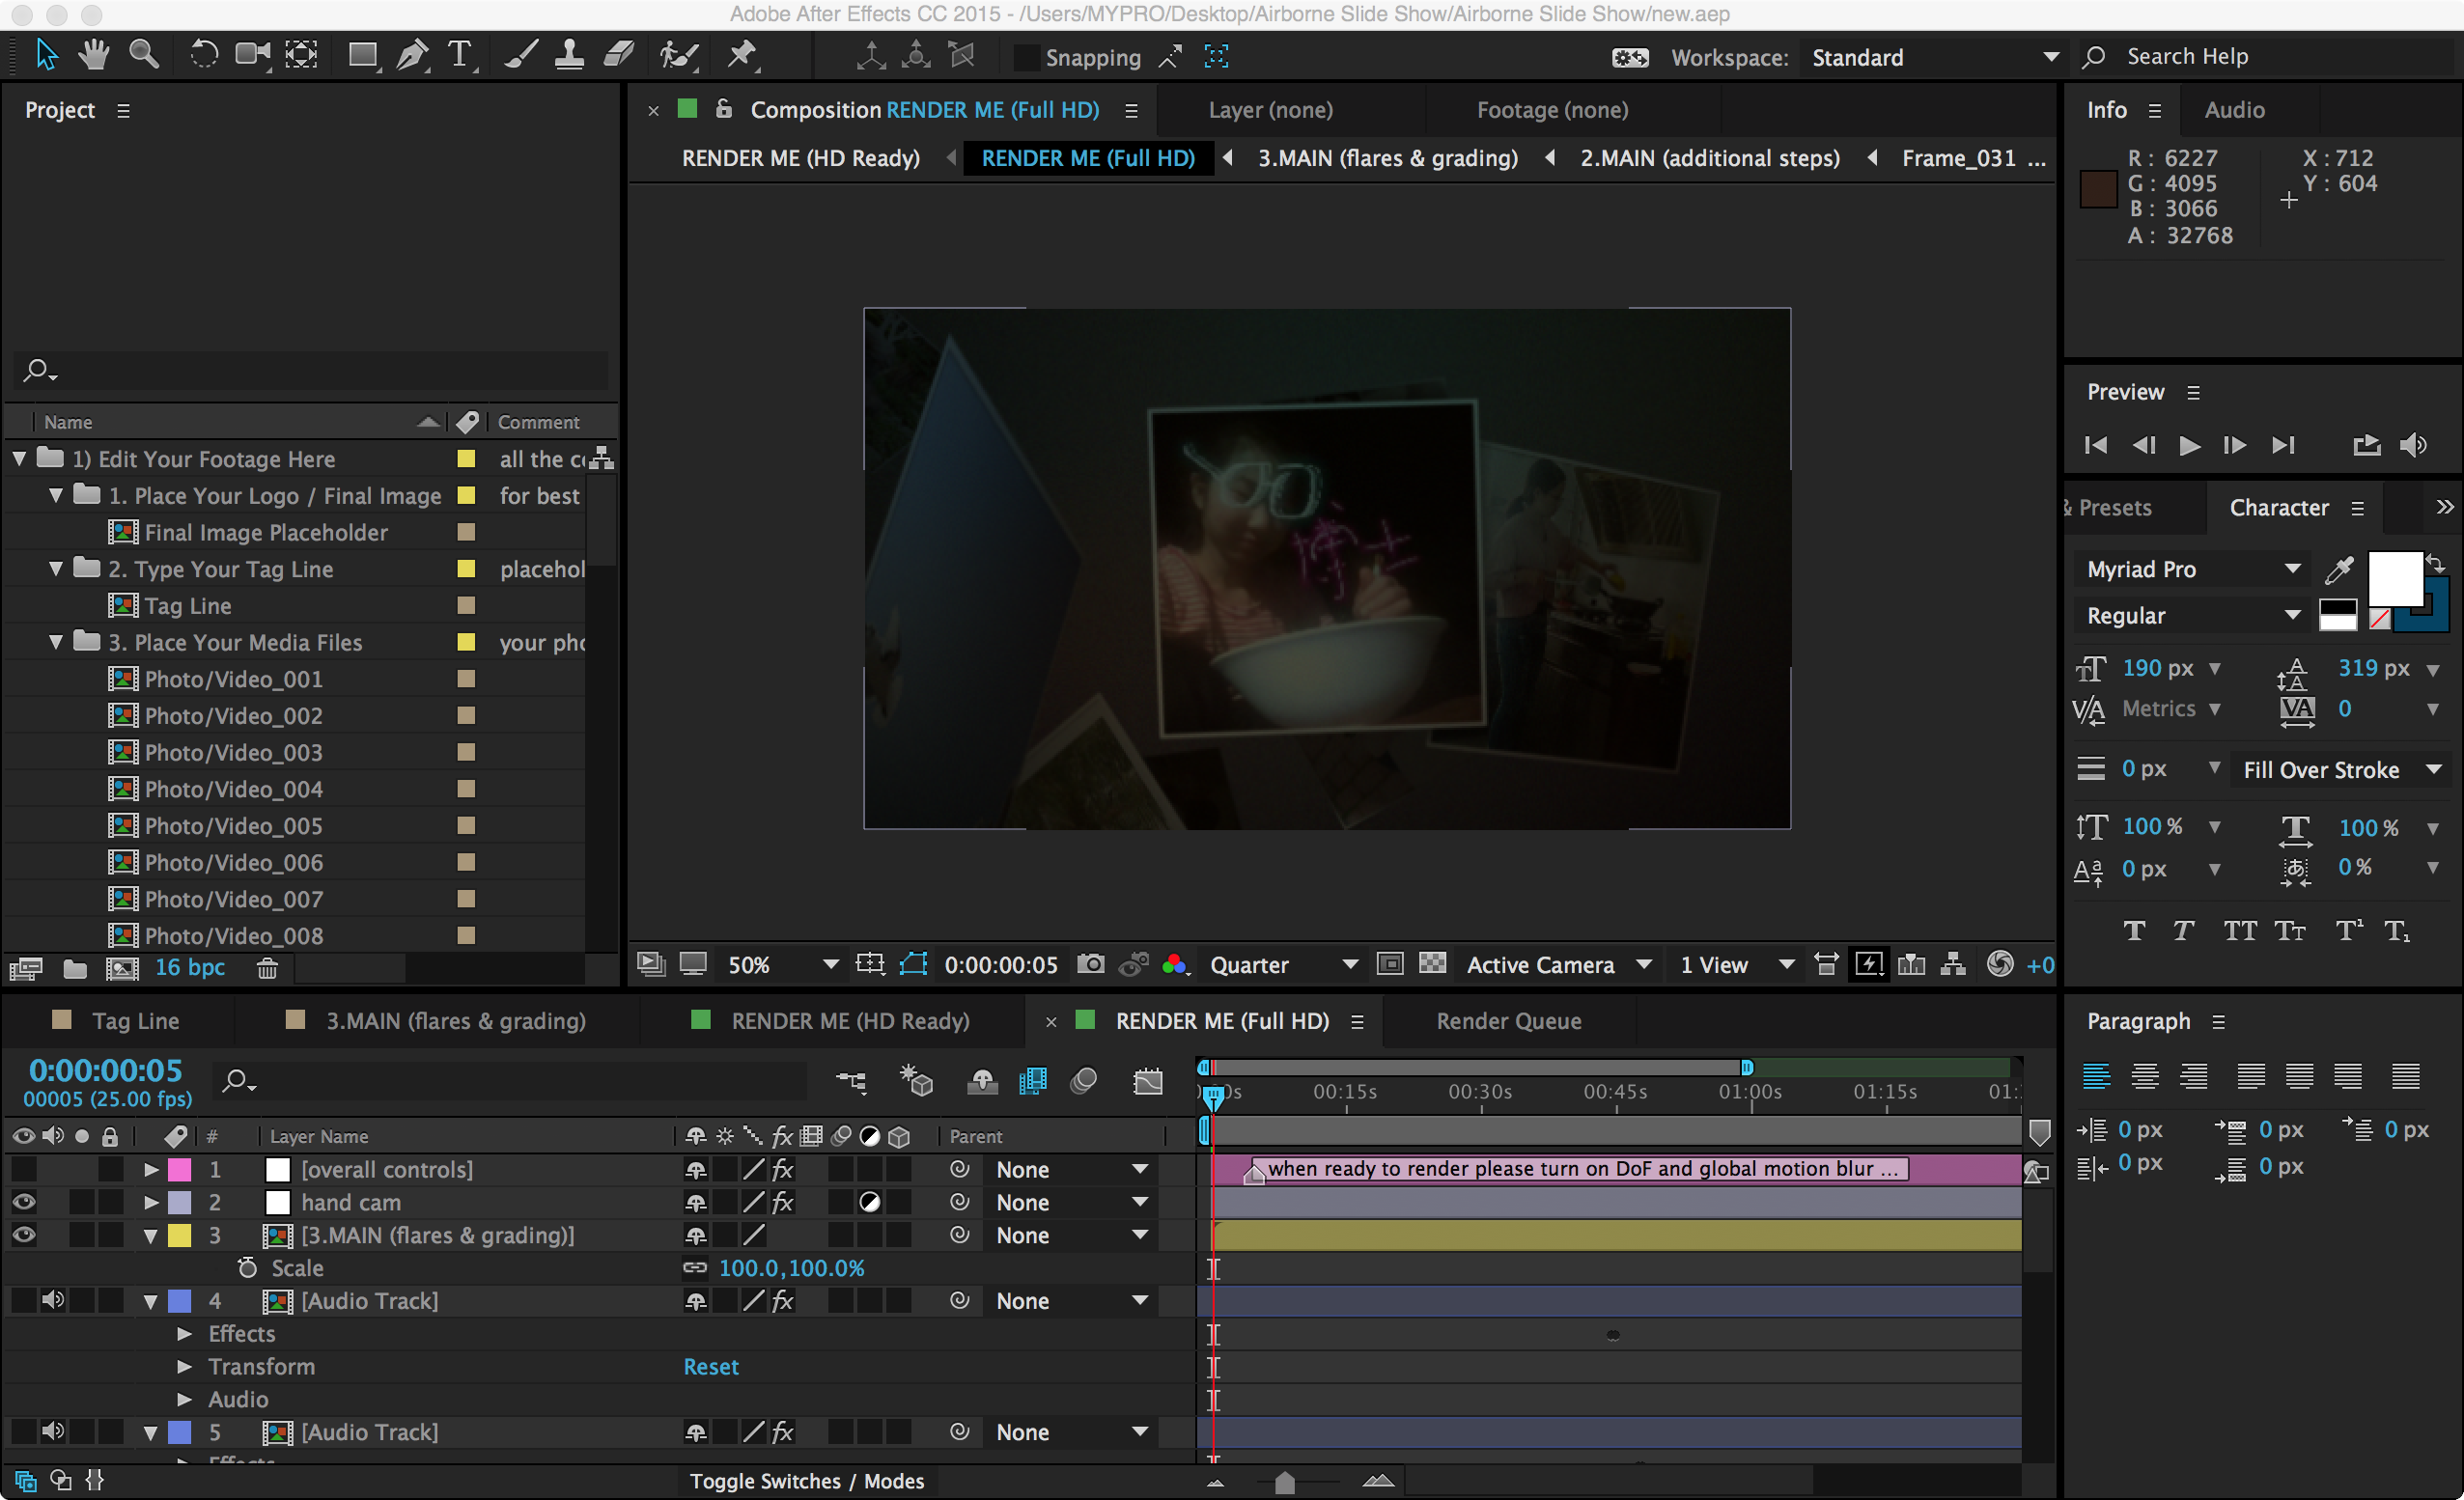 Adobe After Effects CC 2015 - /Users/MYPRO/Desktop/Airborne Slide Show/Airborne Slide Show/new.aep
Snapping
Workspace: Standard
Search Help
Project
Name Comment
1) Edit Your Footage Here all the co
1. Place Your Logo / Final Image for best
Final Image Placeholder
2. Type Your Tag Line placehol
Tag Line
3. Place Your Media Files your pho
Photo/Video_001
Photo/Video_002
Photo/Video_003
Photo/Video_004
Photo/Video_005
Photo/Video_006
Photo/Video_007
Photo/Video_008
16 bpc
Composition RENDER ME (Full HD) Layer (none) Footage (none)
RENDER ME (HD Ready) RENDER ME (Full HD) 3.MAIN (flares & grading) 2.MAIN (additional steps) Frame_031 ...
博士
50% 0:00:00:05 Quarter Active Camera 1 View +0
Info Audio
R: 6227 X: 712
G: 4095 Y: 604
B: 3066
A: 32768
Preview
& Presets Character
Myriad Pro
Regular
190 px 319 px
Metrics 0
0 px Fill Over Stroke
100 % 100 %
0 px 0 %
Tag Line 3.MAIN (flares & grading) RENDER ME (HD Ready) RENDER ME (Full HD) Render Queue
0:00:00:05
00005 (25.00 fps)
00:15s 00:30s 00:45s 01:00s 01:15s 01:
# Layer Name Parent
1 [overall controls] None when ready to render please turn on DoF and global motion blur ...
2 hand cam None
3 [3.MAIN (flares & grading)] None
Scale 100.0,100.0%
4 [Audio Track] None
Effects
Transform Reset
Audio
5 [Audio Track] None
Effects
Toggle Switches / Modes
Paragraph
0 px 0 px 0 px
0 px 0 px